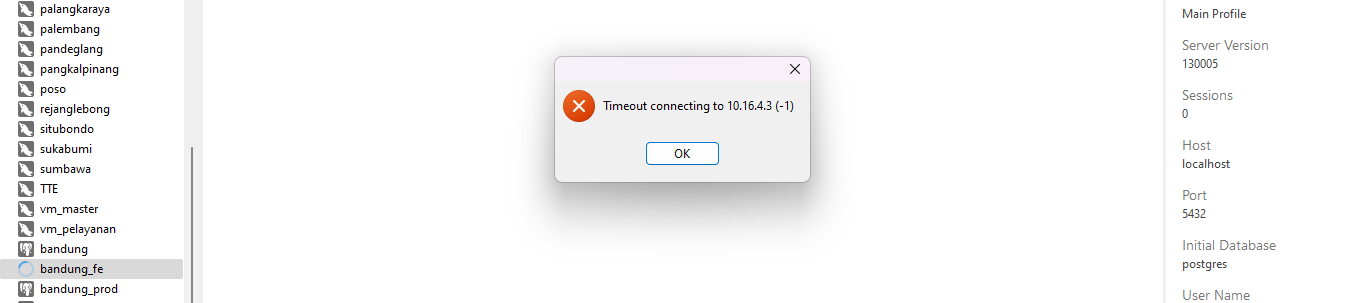 palangkaraya
palembang
pandeglang
pangkalpinang
poso
rejanglebong
situbondo
sukabumi
sumbawa
TTE
vm_master
vm_pelayanan
bandung
bandung_fe
bandung_prod
Timeout connecting to 10.16.4.3 (-1)
OK
Main Profile
Server Version
130005
Sessions
0
Host
localhost
Port
5432
Initial Database
postgres
User Name